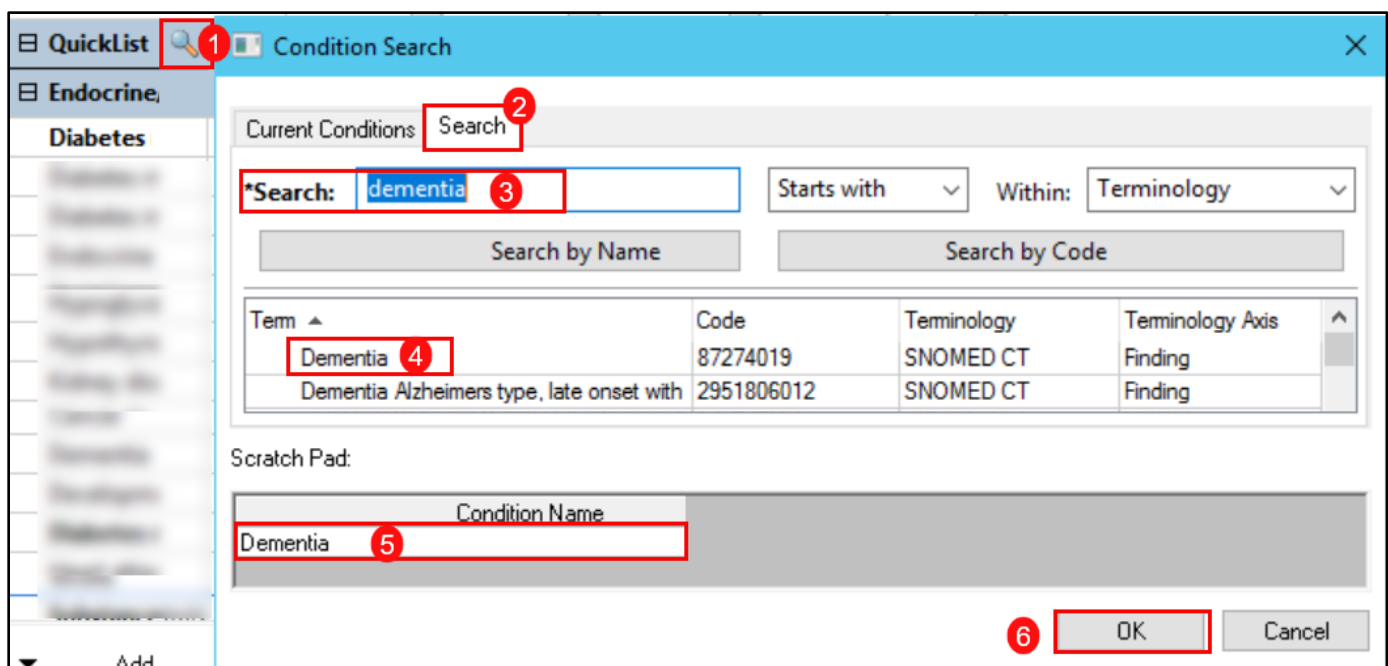 QuickList 1 Condition Search
Endocrine/
Diabetes
2
Current Conditions Search
*Search: dementia 3 Starts with Within: Terminology
Search by Name Search by Code
Term Code Terminology Terminology Axis
Dementia 4 87274019 SNOMED CT Finding
Dementia Alzheimers type, late onset with 2951806012 SNOMED CT Finding
Scratch Pad:
Condition Name
Dementia 5
6 OK Cancel
Add